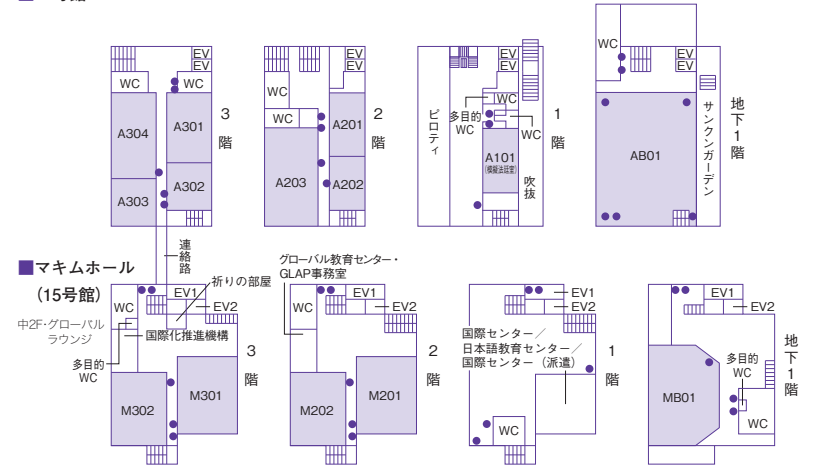 EV
EV
WC
WC
A304
A301
A303
A302
3
階
EV
EV
WC
WC
A201
A203
A202
2
階
EV
EV
WC
多目的
WC
WC
A101
(模擬法廷室)
ピロティ
吹抜
1
階
WC
EV
EV
AB01
サンクンガーデン
地下1階
連絡路
■マキムホール
(15号館)
中2F・グローバル
ラウンジ
WC
EV1
EV2
祈りの部屋
国際化推進機構
多目的
WC
M302
M301
3
階
グローバル教育センター・
GLAP事務室
WC
EV1
EV2
M202
M201
2
階
EV1
EV2
国際センター/
日本語教育センター/
国際センター(派遣)
WC
1
階
EV1
EV2
多目的
WC
MB01
WC
地下1階